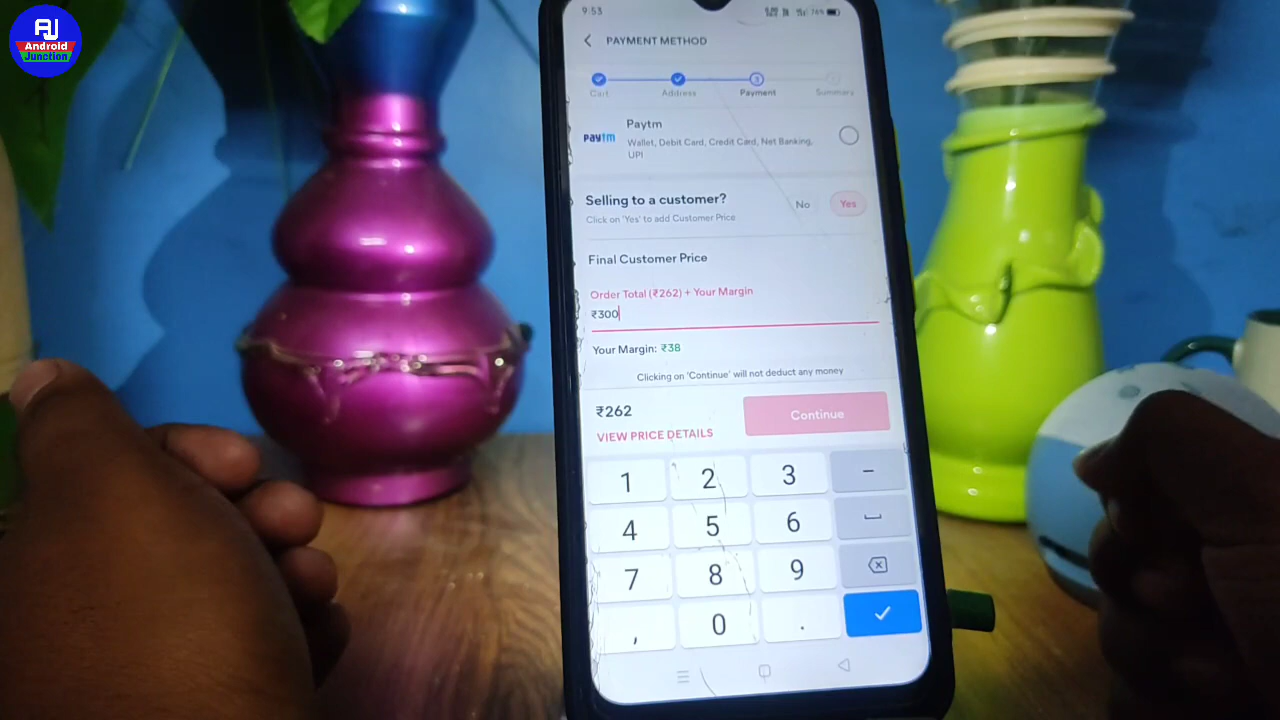 AJ
Android
Junction
9:53
76%
PAYMENT METHOD
3
Cart
Address
Payment
Summary
Paytm
paytm
Wallet, Debit Card, Credit Card, Net Banking,
UPI
Selling to a customer?
No
Yes
Click on 'Yes' to add Customer Price
Final Customer Price
Order Total (₹262) + Your Margin
₹300
Your Margin: ₹38
Clicking on 'Continue' will not deduct any money
₹262
Continue
VIEW PRICE DETAILS
1 2 3 –
4 5 6
7 8 9
, 0 .